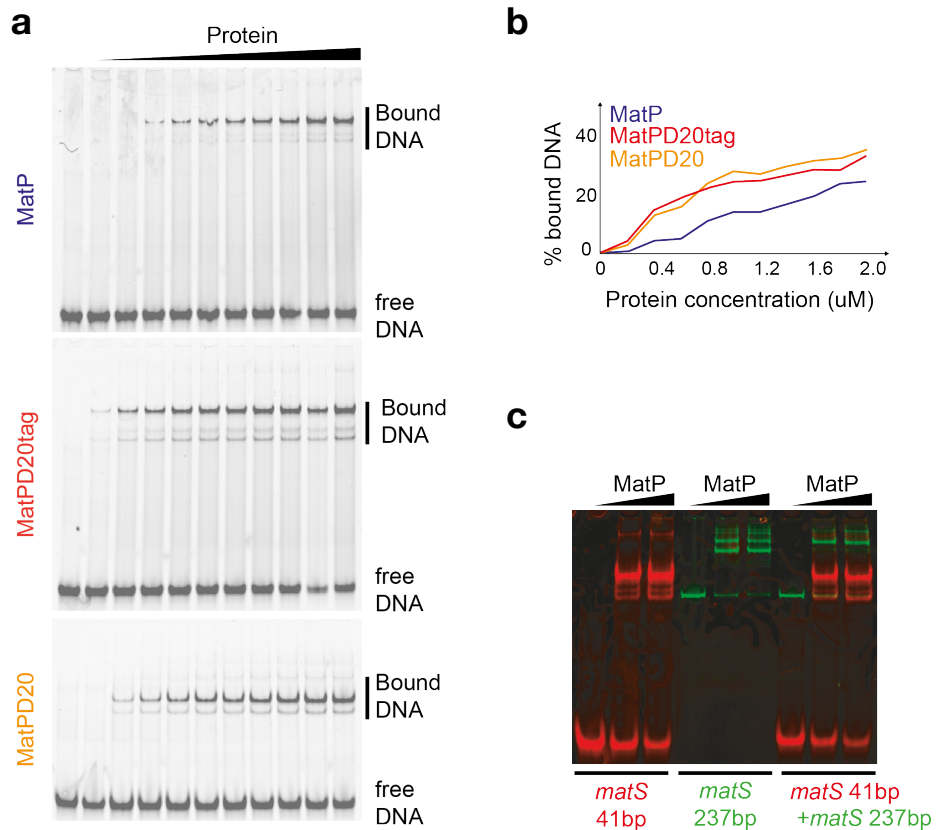 a
Protein
MatP
Bound
DNA
free
DNA
MatPD20tag
Bound
DNA
free
DNA
MatPD20
Bound
DNA
free
DNA
b
% bound DNA
40
20
0
MatP
MatPD20tag
MatPD20
0 0.4 0.8 1.2 1.6 2.0
Protein concentration (uM)
c
MatP MatP MatP
matS
41bp
matS
237bp
matS 41bp
+matS 237bp